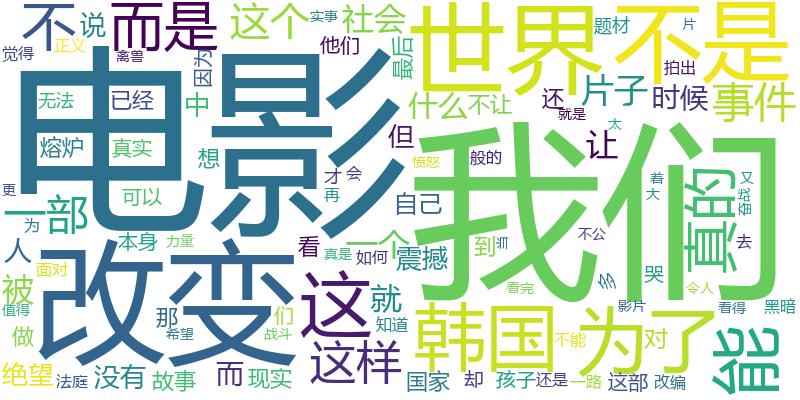 不
说
而是
这个
实事
社会
世界
不是
题材
片
觉得
正义
禽兽
因为
他们
最后
拍出
电影
无法
已经
中
什么
不让
还
片子
时候
事件
就是
太
熔炉
真实
想
但
愤怒
般的
让
我们
真的
更
一部
可以
才
会
再
自己
着
又
大
奋战
为
人
本身
力量
看
一个
真是
如何
震撼
到
不公
多
哭
去
改变
被
面对
那
希望
们
战斗
这
就
知道
看完
影片
令人
看得
黑暗
值得
做
韩国
为了
不能
对
能
绝望
法庭
没有
故事
而
现实
这样
国家
却
孩子
还是
一路
这部
改编